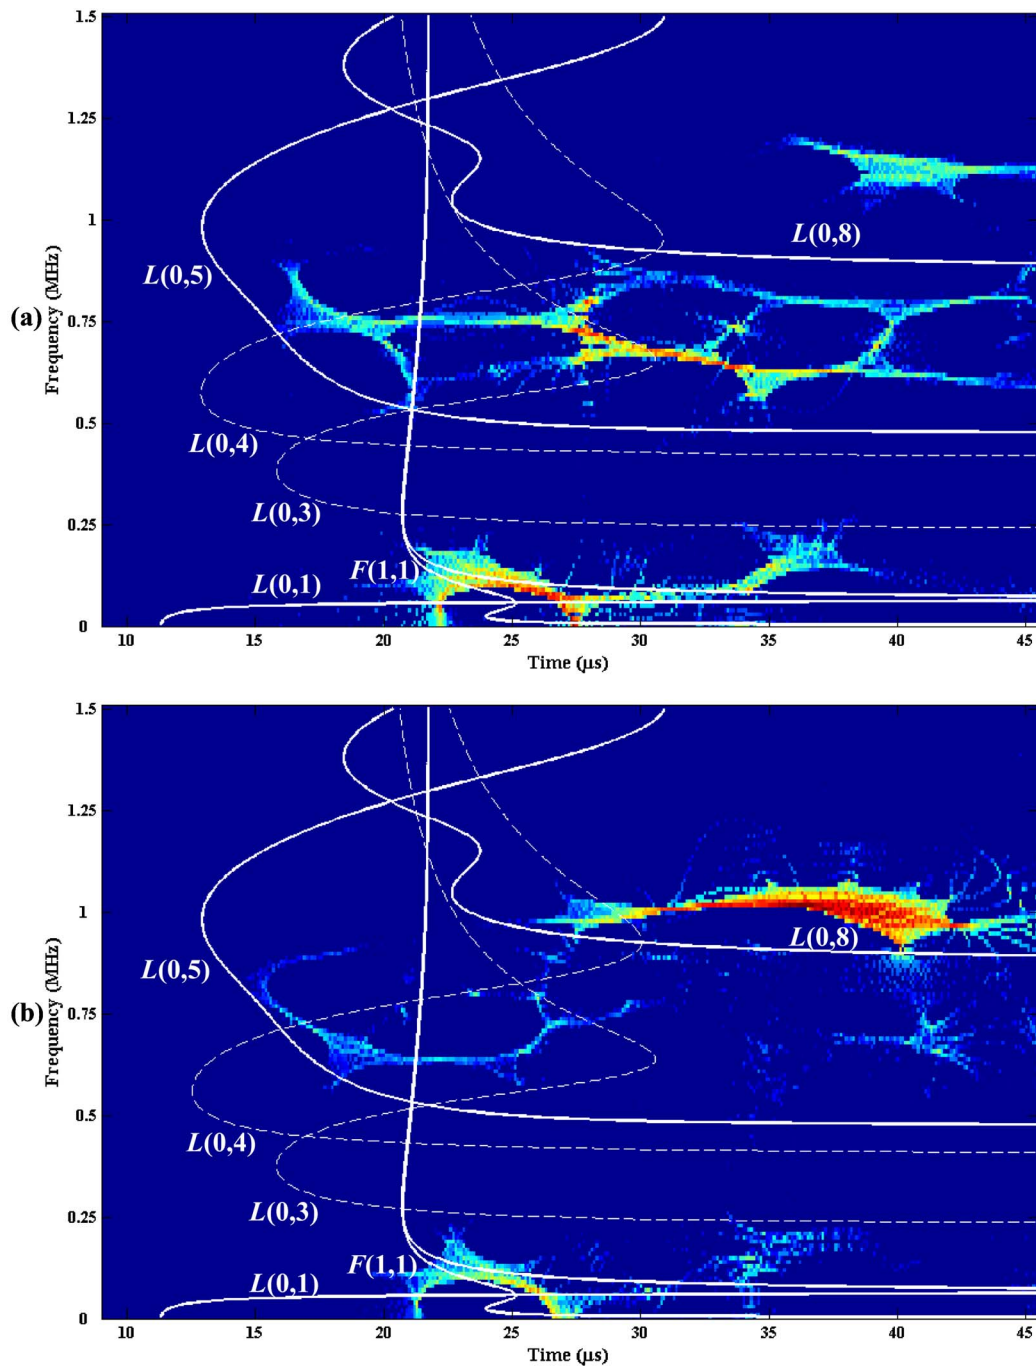 1.5
1.25
1
0.75
0.5
0.25
0
Frequency (MHz)
(a)
L(0,8)
L(0,5)
L(0,4)
L(0,3)
F(1,1)
L(0,1)
10 15 20 25 30 35 40 45
Time (μs)
1.5
1.25
1
0.75
0.5
0.25
0
Frequency (MHz)
(b)
L(0,8)
L(0,5)
L(0,4)
L(0,3)
F(1,1)
L(0,1)
10 15 20 25 30 35 40 45
Time (μs)